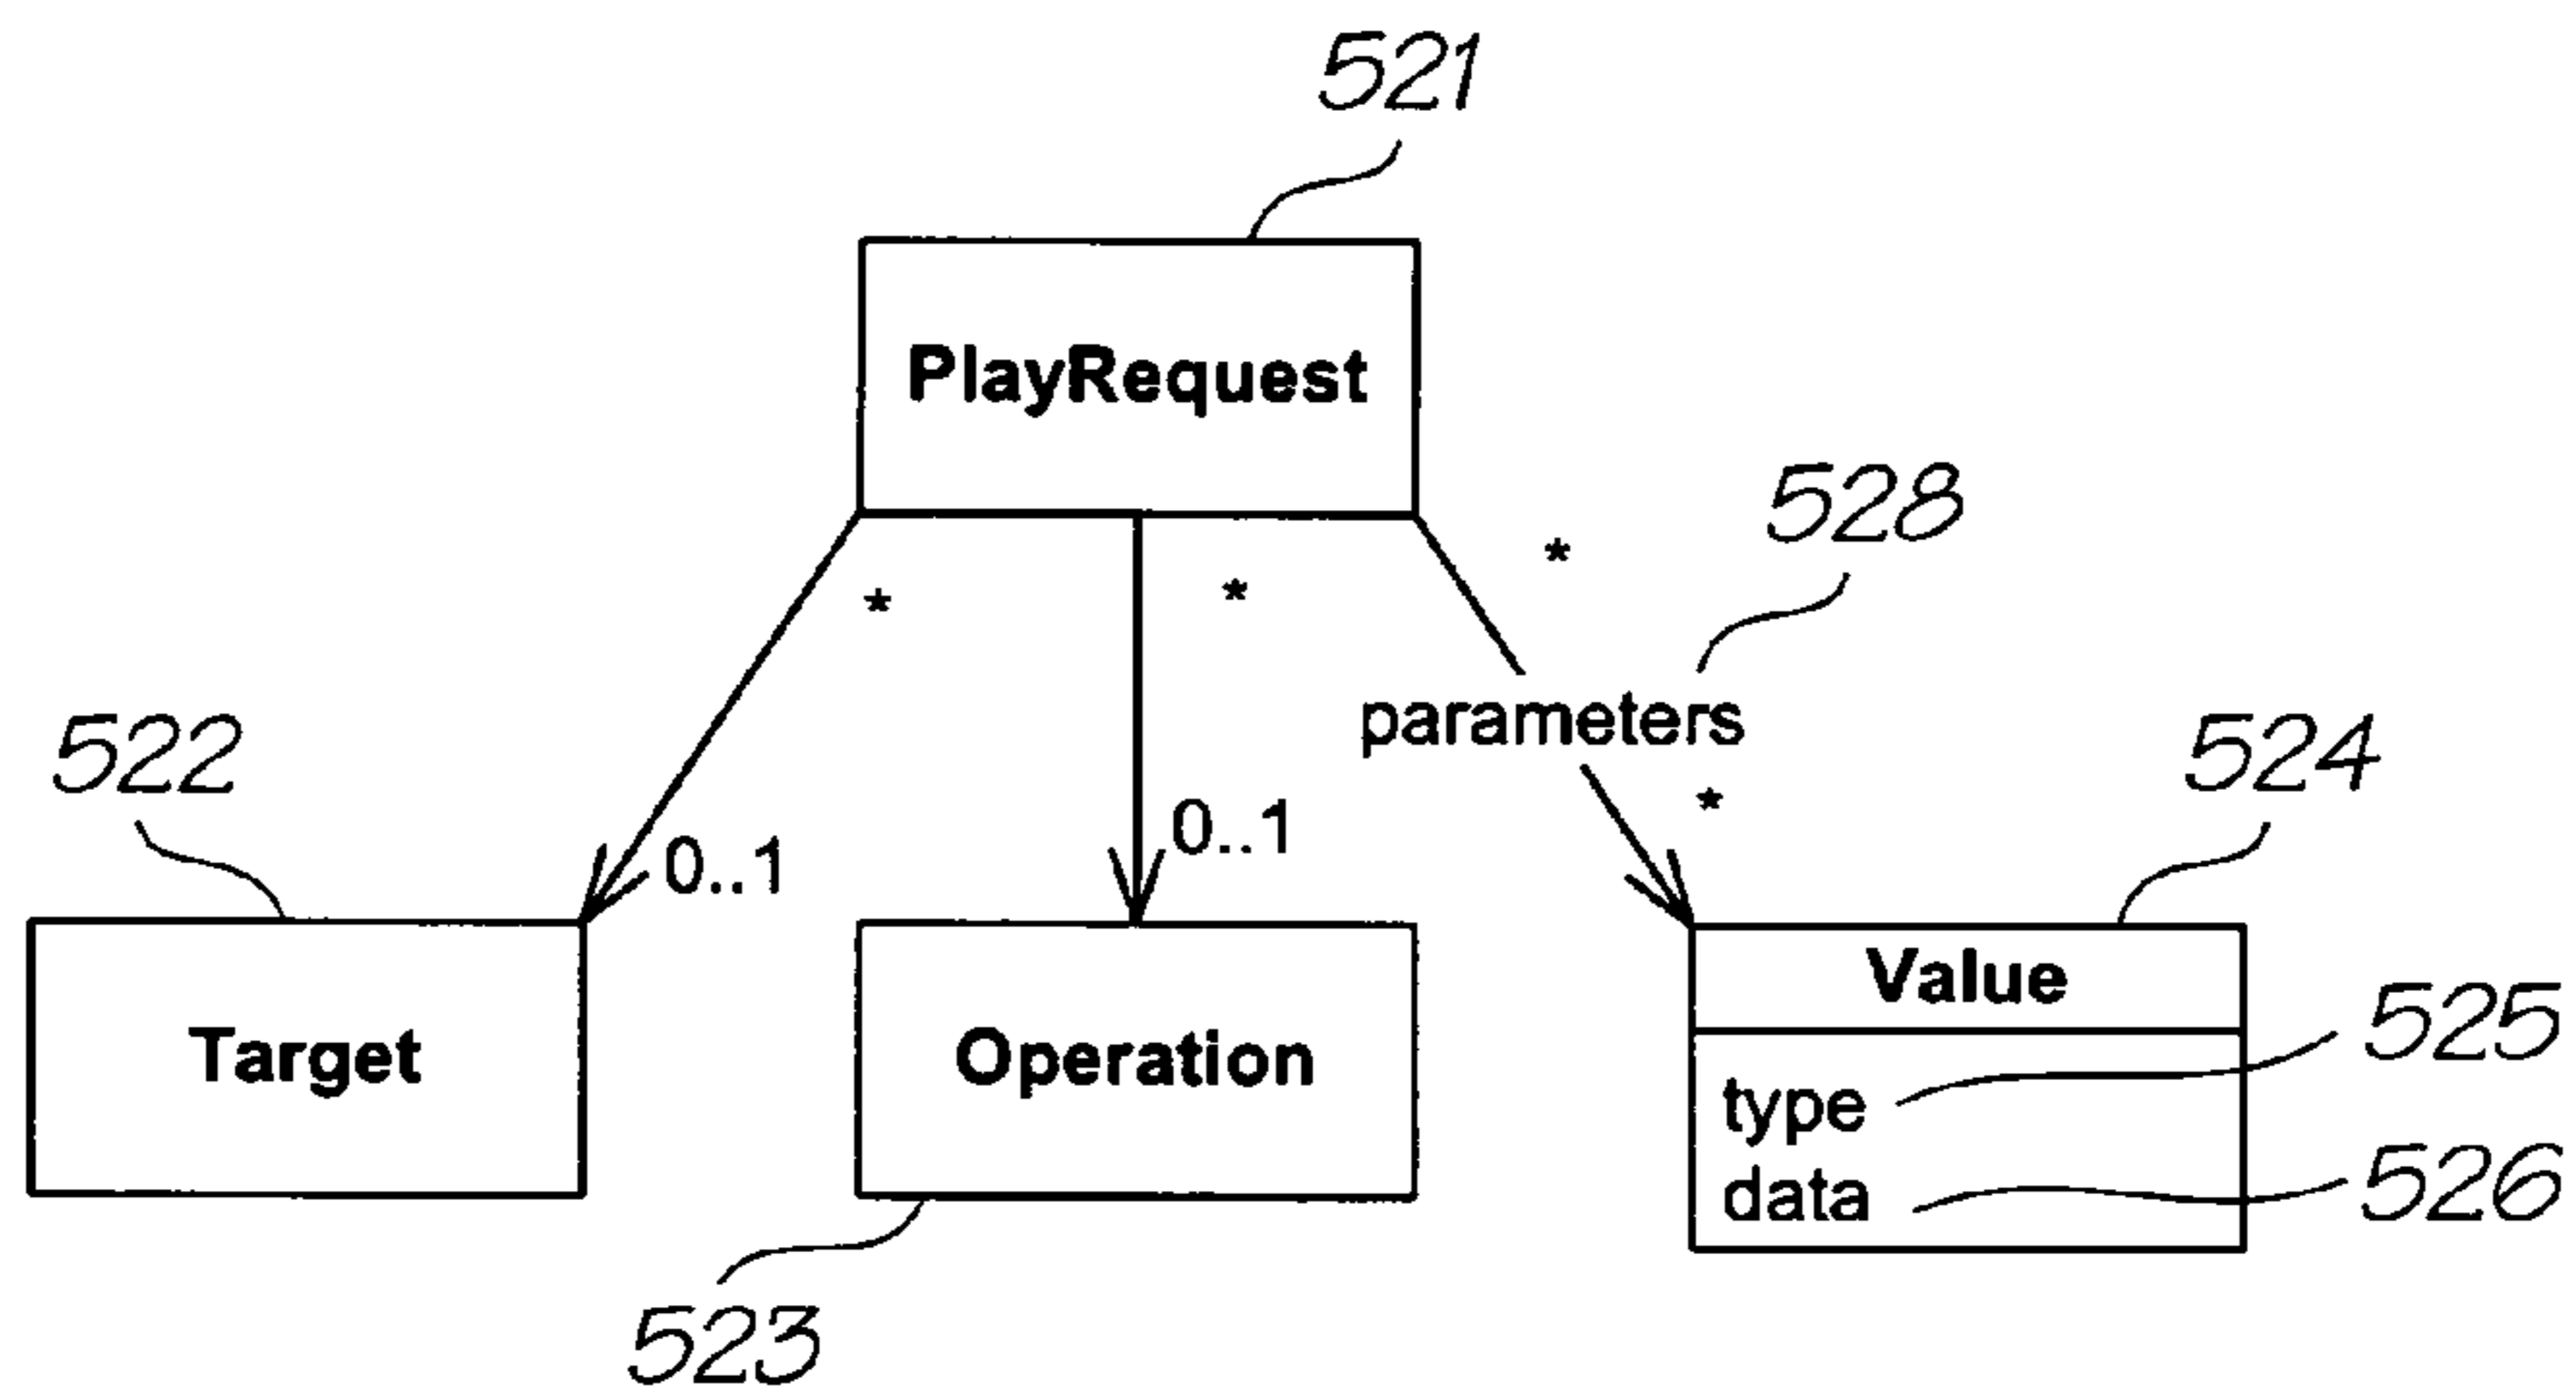 521
PlayRequest
528
*
*
*
parameters
522
524
*
0..1
0..1
Value
Target
Operation
type
525
data
526
523